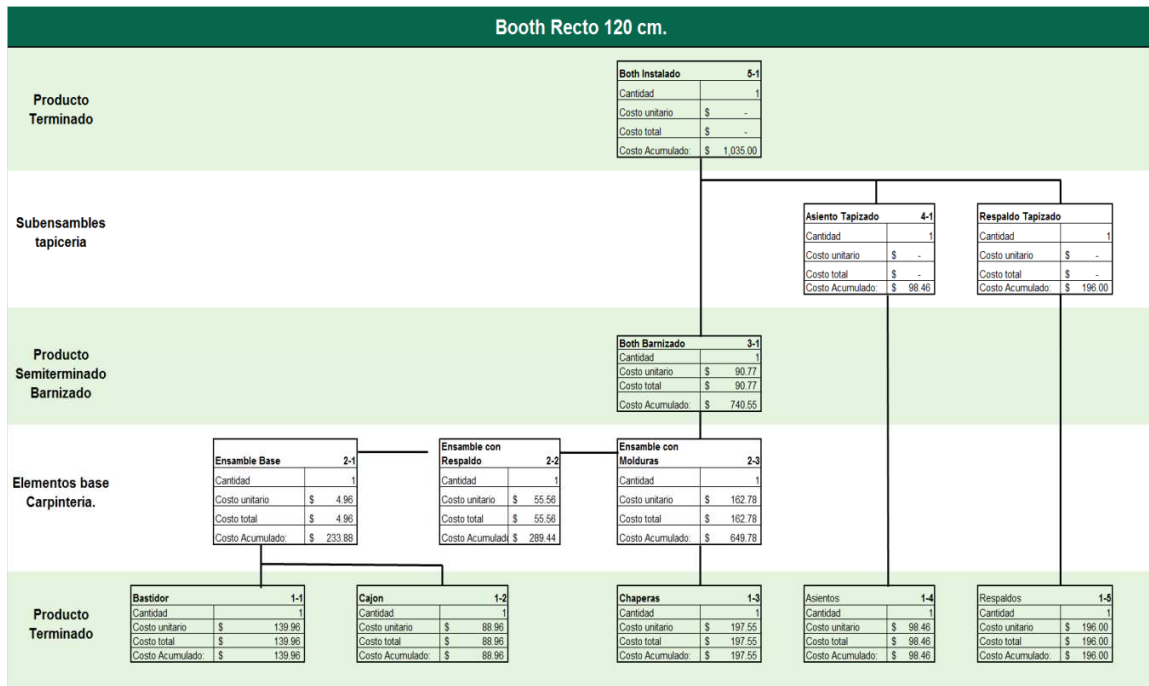 Booth Recto 120 cm.
Producto
Terminado
Both Instalado 5-1
Cantidad 1
Costo unitario $ -
Costo total $ -
Costo Acumulado: $ 1,035.00
Subensambles
tapiceria
Asiento Tapizado 4-1
Cantidad 1
Costo unitario $ -
Costo total $ -
Costo Acumulado: $ 98.46
Respaldo Tapizado
Cantidad 1
Costo unitario $ -
Costo total $ -
Costo Acumulado: $ 196.00
Producto
Semiterminado
Barnizado
Both Barnizado 3-1
Cantidad 1
Costo unitario $ 90.77
Costo total $ 90.77
Costo Acumulado: $ 740.55
Elementos base
Carpinteria.
Ensamble Base 2-1
Cantidad 1
Costo unitario $ 4.96
Costo total $ 4.96
Costo Acumulado: $ 233.88
Ensamble con
Respaldo 2-2
Cantidad 1
Costo unitario $ 55.56
Costo total $ 55.56
Costo Acumulad $ 289.44
Ensamble con
Molduras 2-3
Cantidad 1
Costo unitario $ 162.78
Costo total $ 162.78
Costo Acumulado: $ 649.78
Producto
Terminado
Bastidor 1-1
Cantidad 1
Costo unitario $ 139.96
Costo total $ 139.96
Costo Acumulado: $ 139.96
Cajon 1-2
Cantidad 1
Costo unitario $ 88.96
Costo total $ 88.96
Costo Acumulado: $ 88.96
Chaperas 1-3
Cantidad 1
Costo unitario $ 197.55
Costo total $ 197.55
Costo Acumulado: $ 197.55
Asientos 1-4
Cantidad 1
Costo unitario $ 98.46
Costo total $ 98.46
Costo Acumulado: $ 98.46
Respaldos 1-5
Cantidad 1
Costo unitario $ 196.00
Costo total $ 196.00
Costo Acumulado: $ 196.00